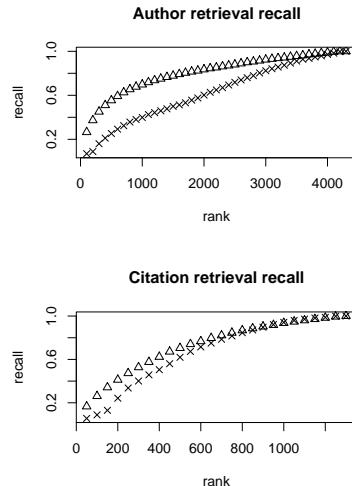 Author retrieval recall
1.0
0.6
0.2
recall
0 1000 2000 3000 4000
rank
Citation retrieval recall
1.0
0.6
0.2
recall
0 200 400 600 800 1000
rank